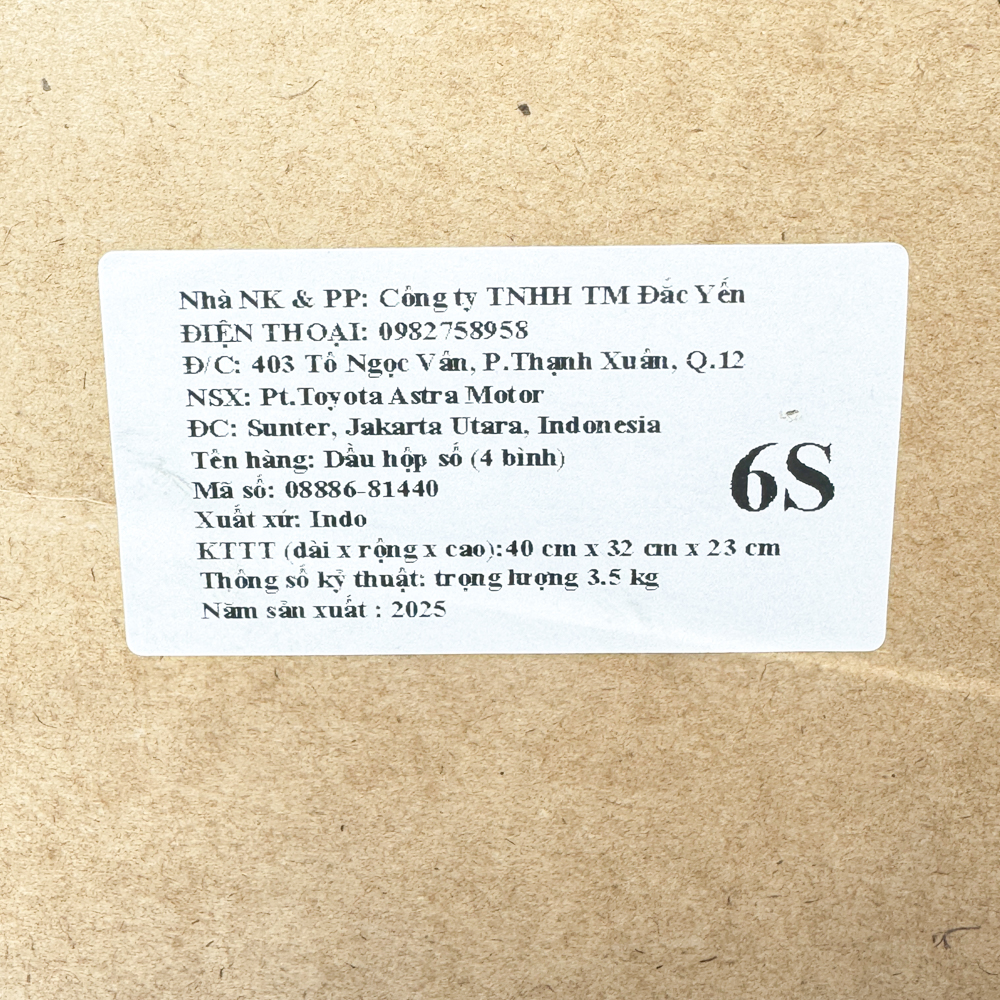 Nhà NK & PP: Công ty TNHH TM Đắc Yến
ĐIỆN THOẠI: 0982758958
Đ/C: 403 Tô Ngọc Vân, P.Thạnh Xuân, Q.12
NSX: Pt.Toyota Astra Motor
ĐC: Sunter, Jakarta Utara, Indonesia
Tên hàng: Dầu hộp số (4 bình)
Mã số: 08886-81440
6S
Xuất xứ: Indo
KTTT (dài x rộng x cao):40 cm x 32 cm x 23 cm
Thông số kỷ thuật: trọng lượng 3.5 kg
Năm sản xuất : 2025